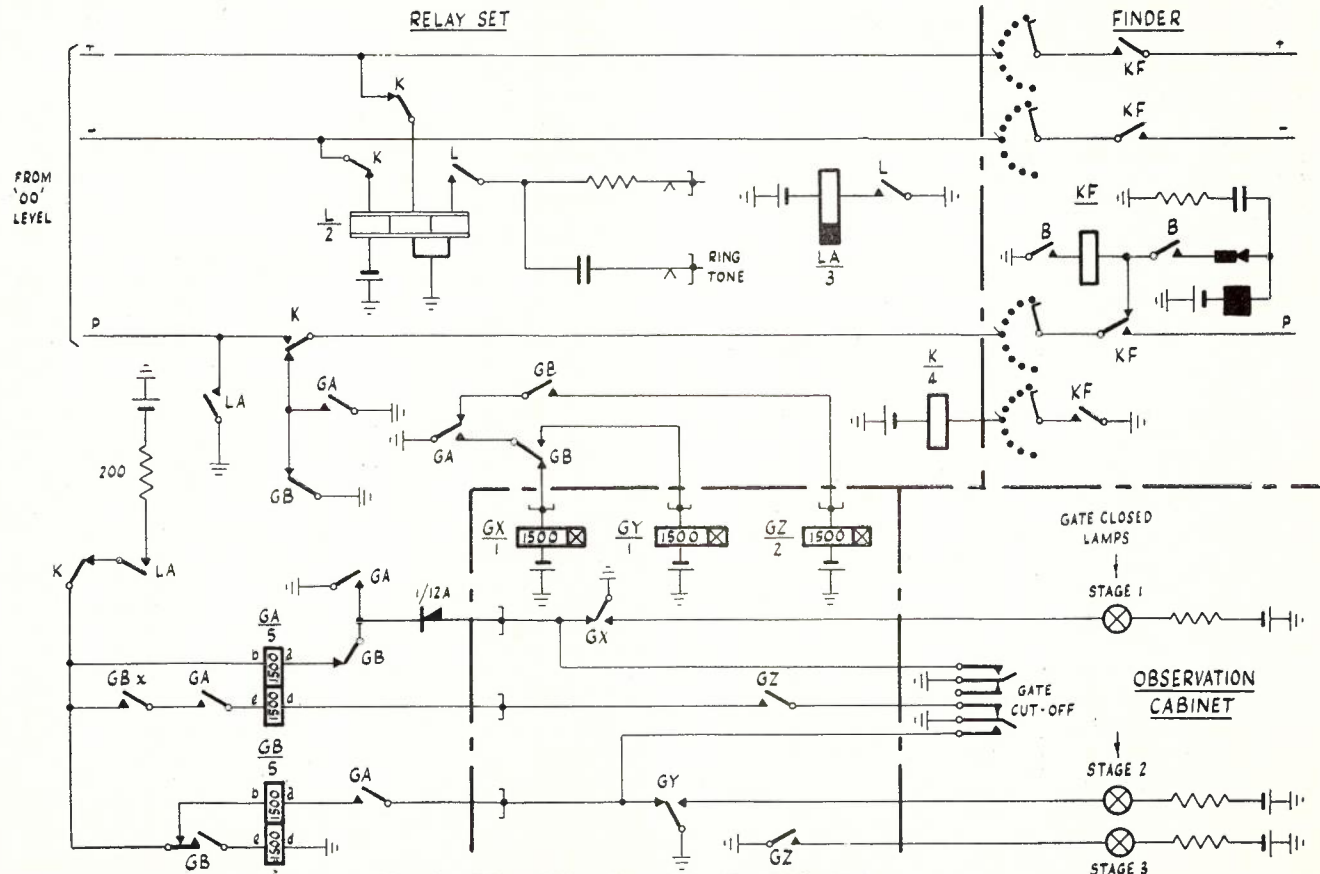 RELAY SET
FINDER
+
K
KF
+
-
K
L
KF
-
FROM
'00'
LEVEL
L
2
RING
TONE
LA
3
L
KF
B
B
P
K
KF
P
LA
GA
GB
GA
GB
GB
K
4
KF
200
K
LA
GX
1
1500
GY
1
1500
GZ
2
1500
GATE CLOSED
LAMPS
STAGE 1
GA
1/12A
GX
GA
5
b
1500
a
GB
GB x
GA
e
1500
d
GZ
GATE
CUT-OFF
OBSERVATION
CABINET
GB
5
b
1500
a
GA
GY
STAGE 2
GB
e
1500
d
GZ
STAGE 3